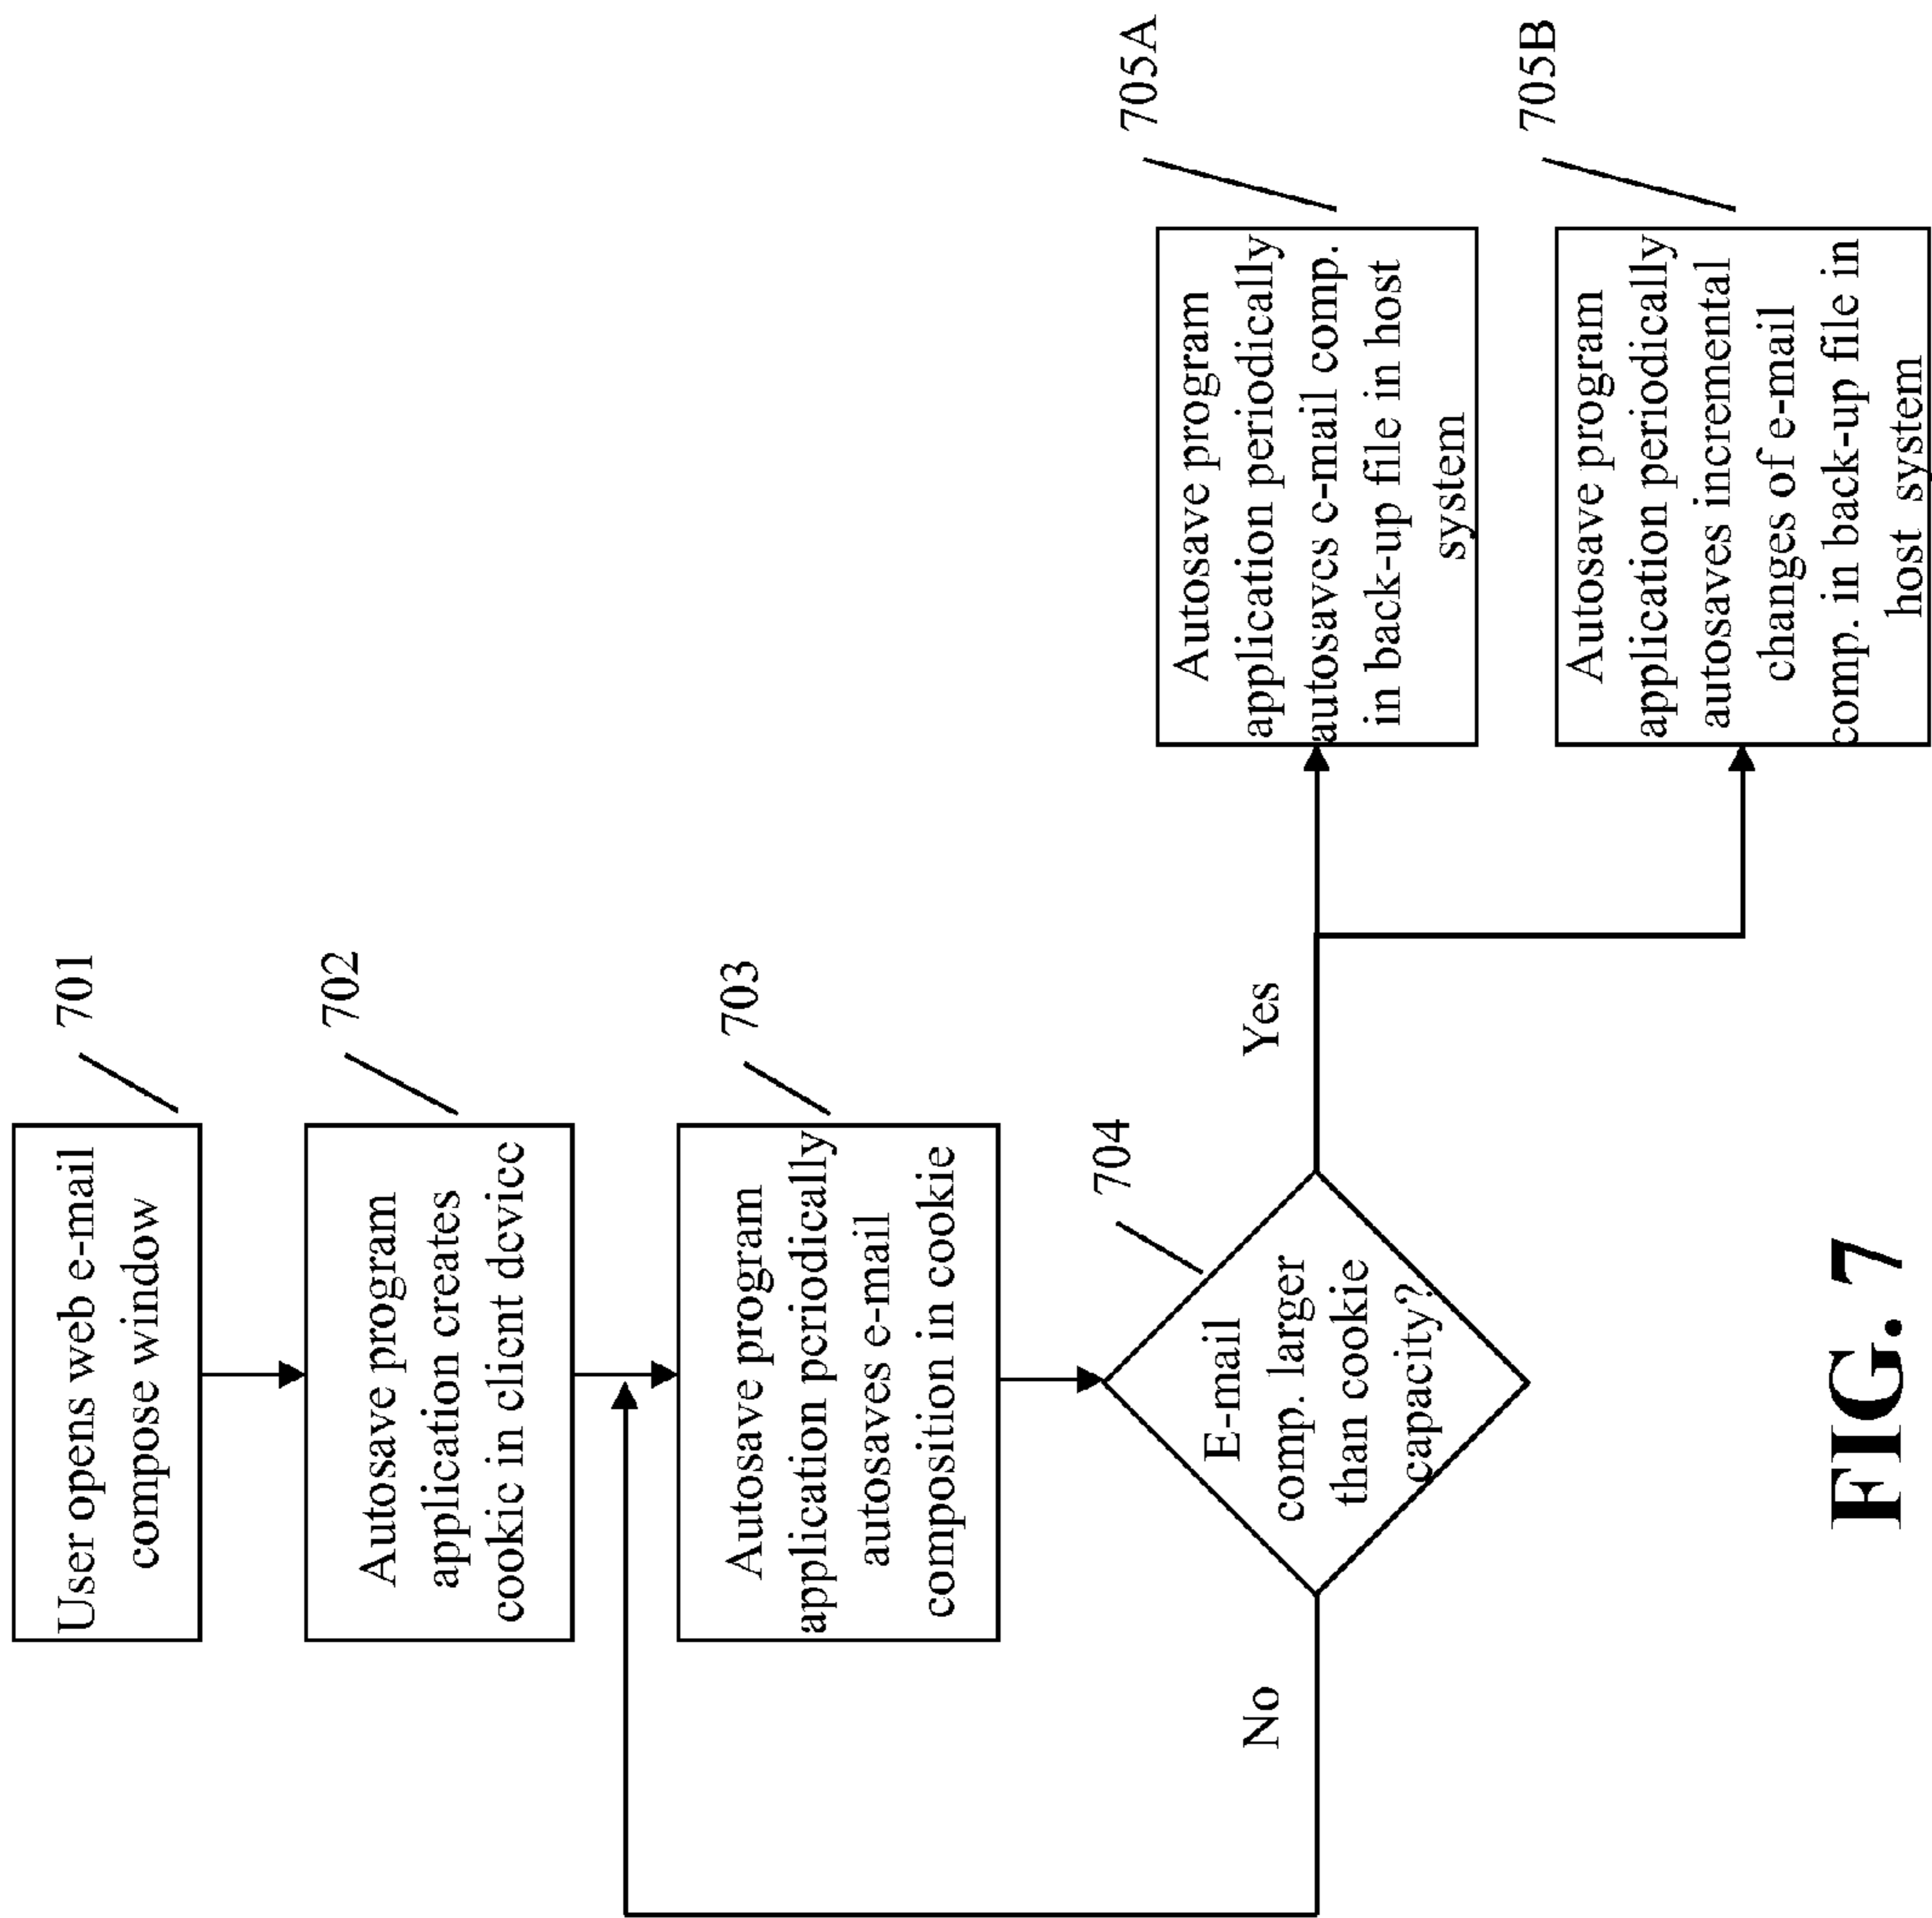 User opens web e-mail
compose window
701
Autosave program
application creates
cookie in client device
702
Autosave program
application periodically
autosaves e-mail
composition in cookie
703
E-mail
comp. larger
than cookie
capacity?
704
No
Yes
Autosave program
application periodically
autosaves e-mail comp.
in back-up file in host
system
705A
Autosave program
application periodically
autosaves incremental
changes of e-mail
comp. in back-up file in
host system
705B
FIG. 7